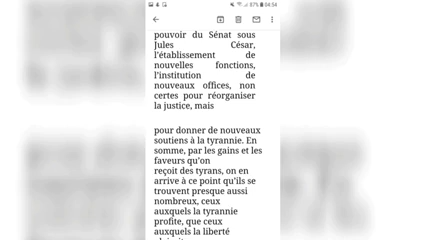 87% 04:54
pouvoir du Sénat sous
Jules César,
l'établissement de
nouvelles fonctions,
l'institution de
nouveaux offices, non
certes pour réorganiser
la justice, mais
pour donner de nouveaux
soutiens à la tyrannie. En
somme, par les gains et les
faveurs qu'on
reçoit des tyrans, on en
arrive à ce point qu'ils se
trouvent presque aussi
nombreux, ceux
auxquels la tyrannie
profite, que ceux
auxquels la liberté